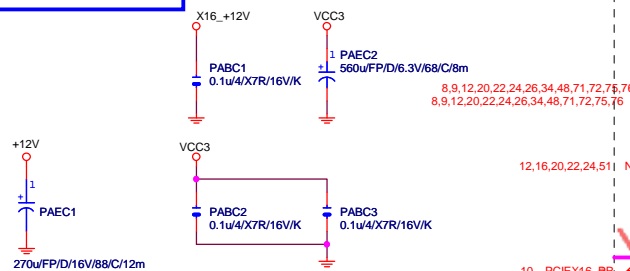 X16_+12V
VCC3
1
PAEC2
560u/FP/D/6.3V/68/C/8m
PABC1
0.1u/4/X7R/16V/K
+
8,9,12,20,22,24,26,34,48,71,72,75,76
8,9,12,20,22,24,26,34,48,71,72,75,76
+12V
VCC3
12,16,20,22,24,51
N
1
+
PAEC1
PABC2
0.1u/4/X7R/16V/K
PABC3
0.1u/4/X7R/16V/K
270u/FP/D/16V/88/C/12m